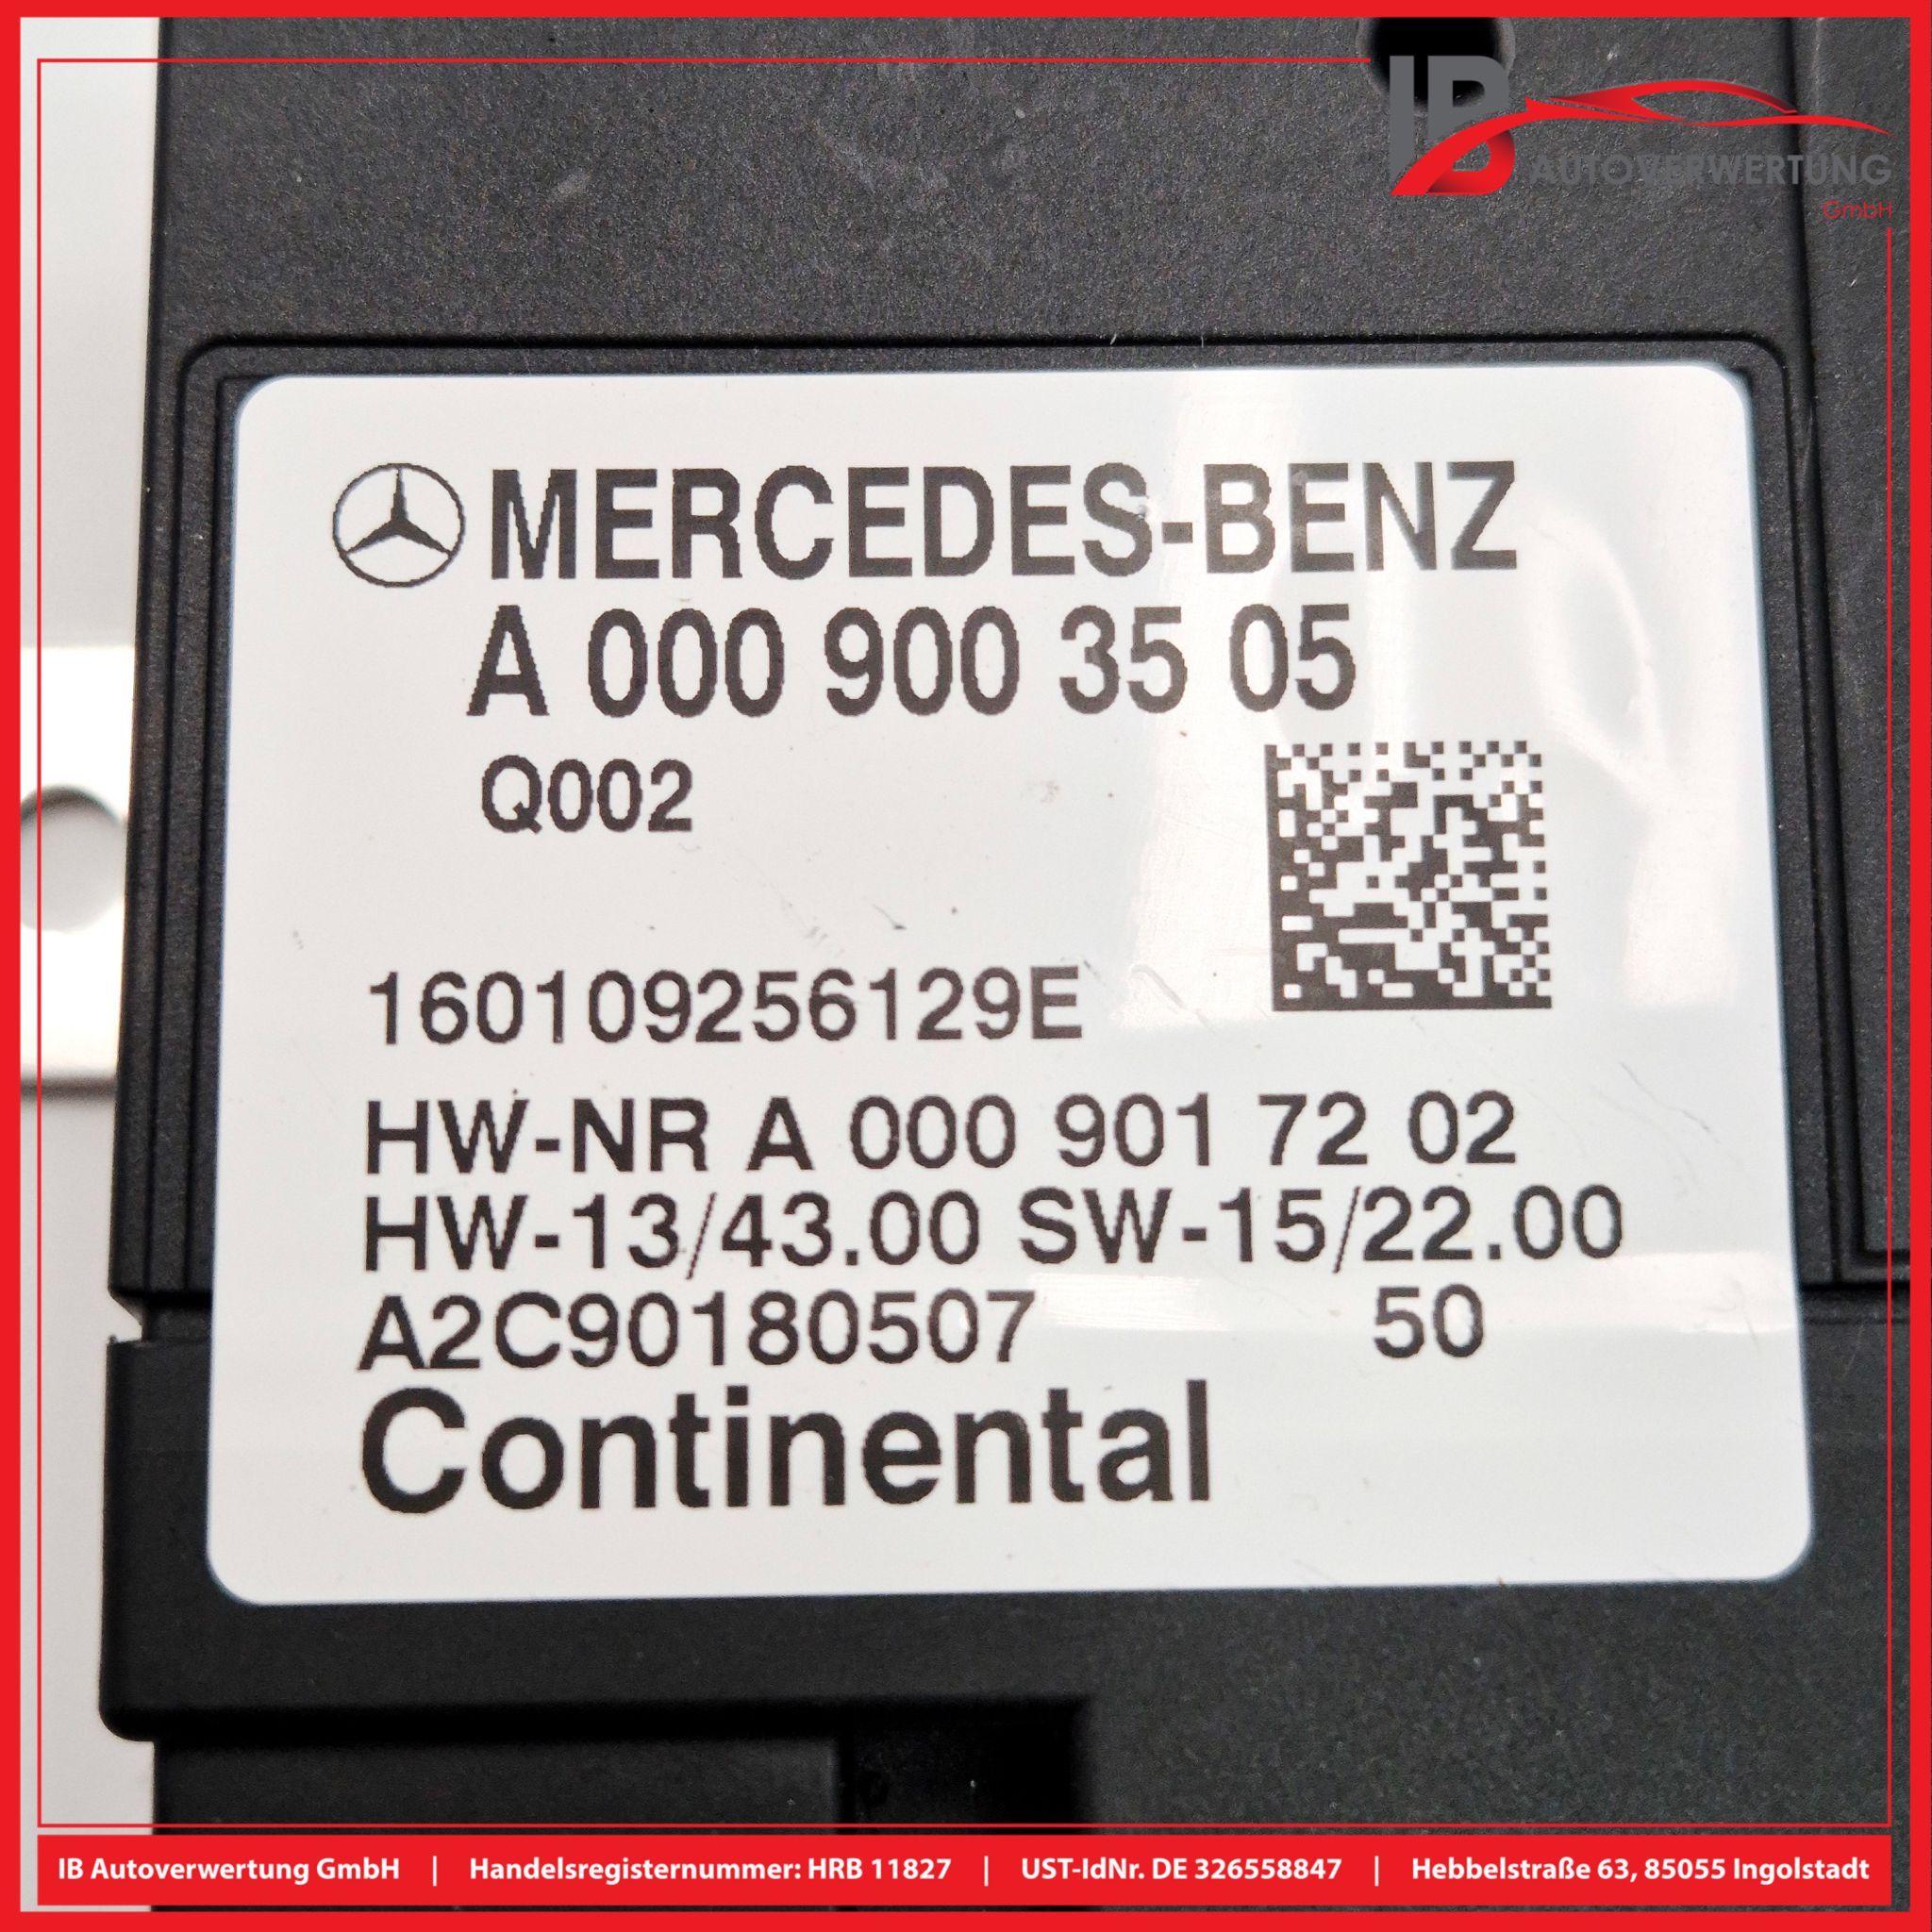 IB
AUTOVERWERTUNG
GmbH
MERCEDES-BENZ
A 000 900 35 05
Q002
160109256129E
HW-NR A 000 901 72 02
HW-13/43.00 SW-15/22.00
A2C90180507 50
Continental
IB Autoverwertung GmbH | Handelsregisternummer: HRB 11827 | UST-IdNr. DE 326558847 | Hebbelstraße 63, 85055 Ingolstadt